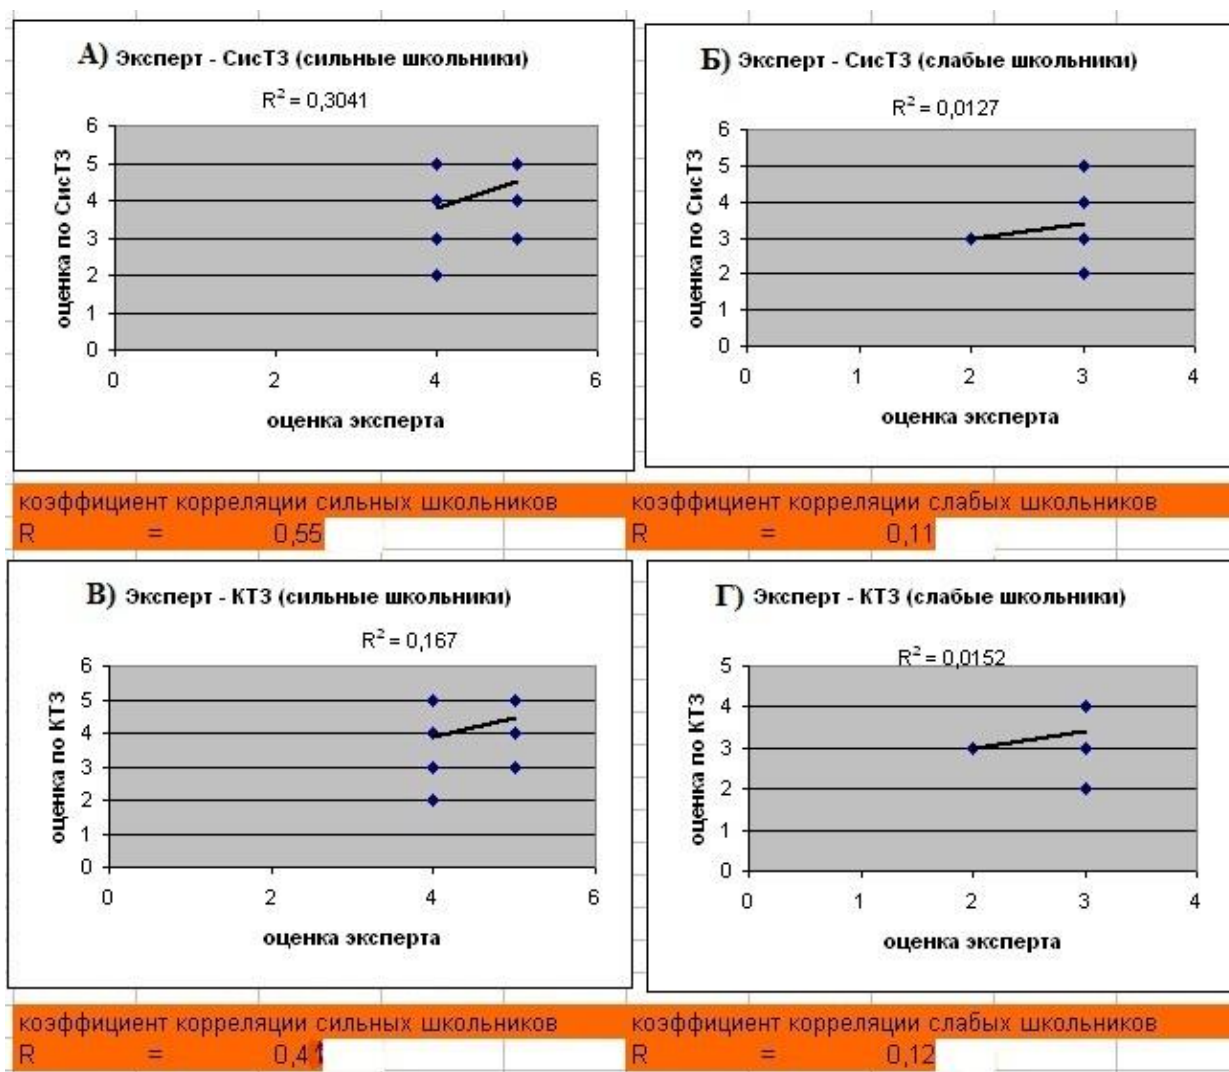 А) Эксперт - СисТЗ (сильные школьники)
R² = 0,3041
оценка по СисТЗ
6
5
4
3
2
1
0
0 2 4 6
оценка эксперта
Б) Эксперт - СисТЗ (слабые школьники)
R² = 0,0127
оценка по СисТЗ
6
5
4
3
2
1
0
0 1 2 3 4
оценка эксперта
коэффициент корреляции сильных школьников
R = 0,55
коэффициент корреляции слабых школьников
R = 0,11
В) Эксперт - КТЗ (сильные школьники)
R² = 0,167
оценка по КТЗ
6
5
4
3
2
1
0
0 2 4 6
оценка эксперта
Г) Эксперт - КТЗ (слабые школьники)
R² = 0,0152
оценка по КТЗ
5
4
3
2
1
0
0 1 2 3 4
оценка эксперта
коэффициент корреляции сильных школьников
R = 0,41
коэффициент корреляции слабых школьников
R = 0,12